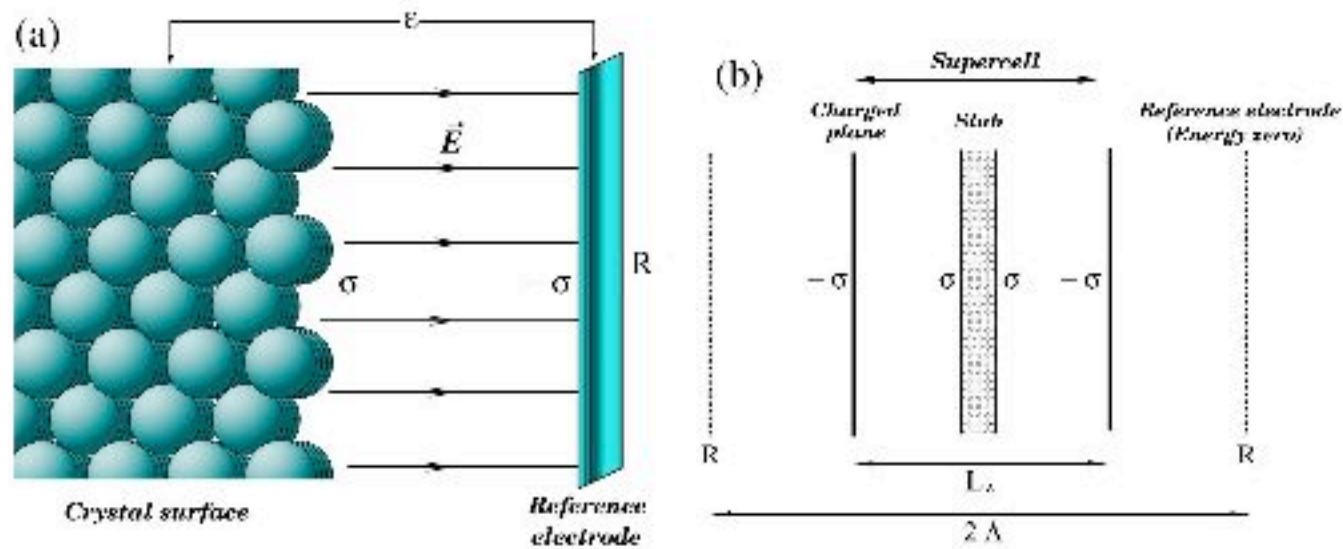 (a)
ε
E
R
σ
− σ
Crystal surface
Reference
electrode
(b)
Supercell
Charged
plane
Slab
Reference electrode
(Energy zero)
− σ
σ
σ
− σ
R
R
L
2 Λ